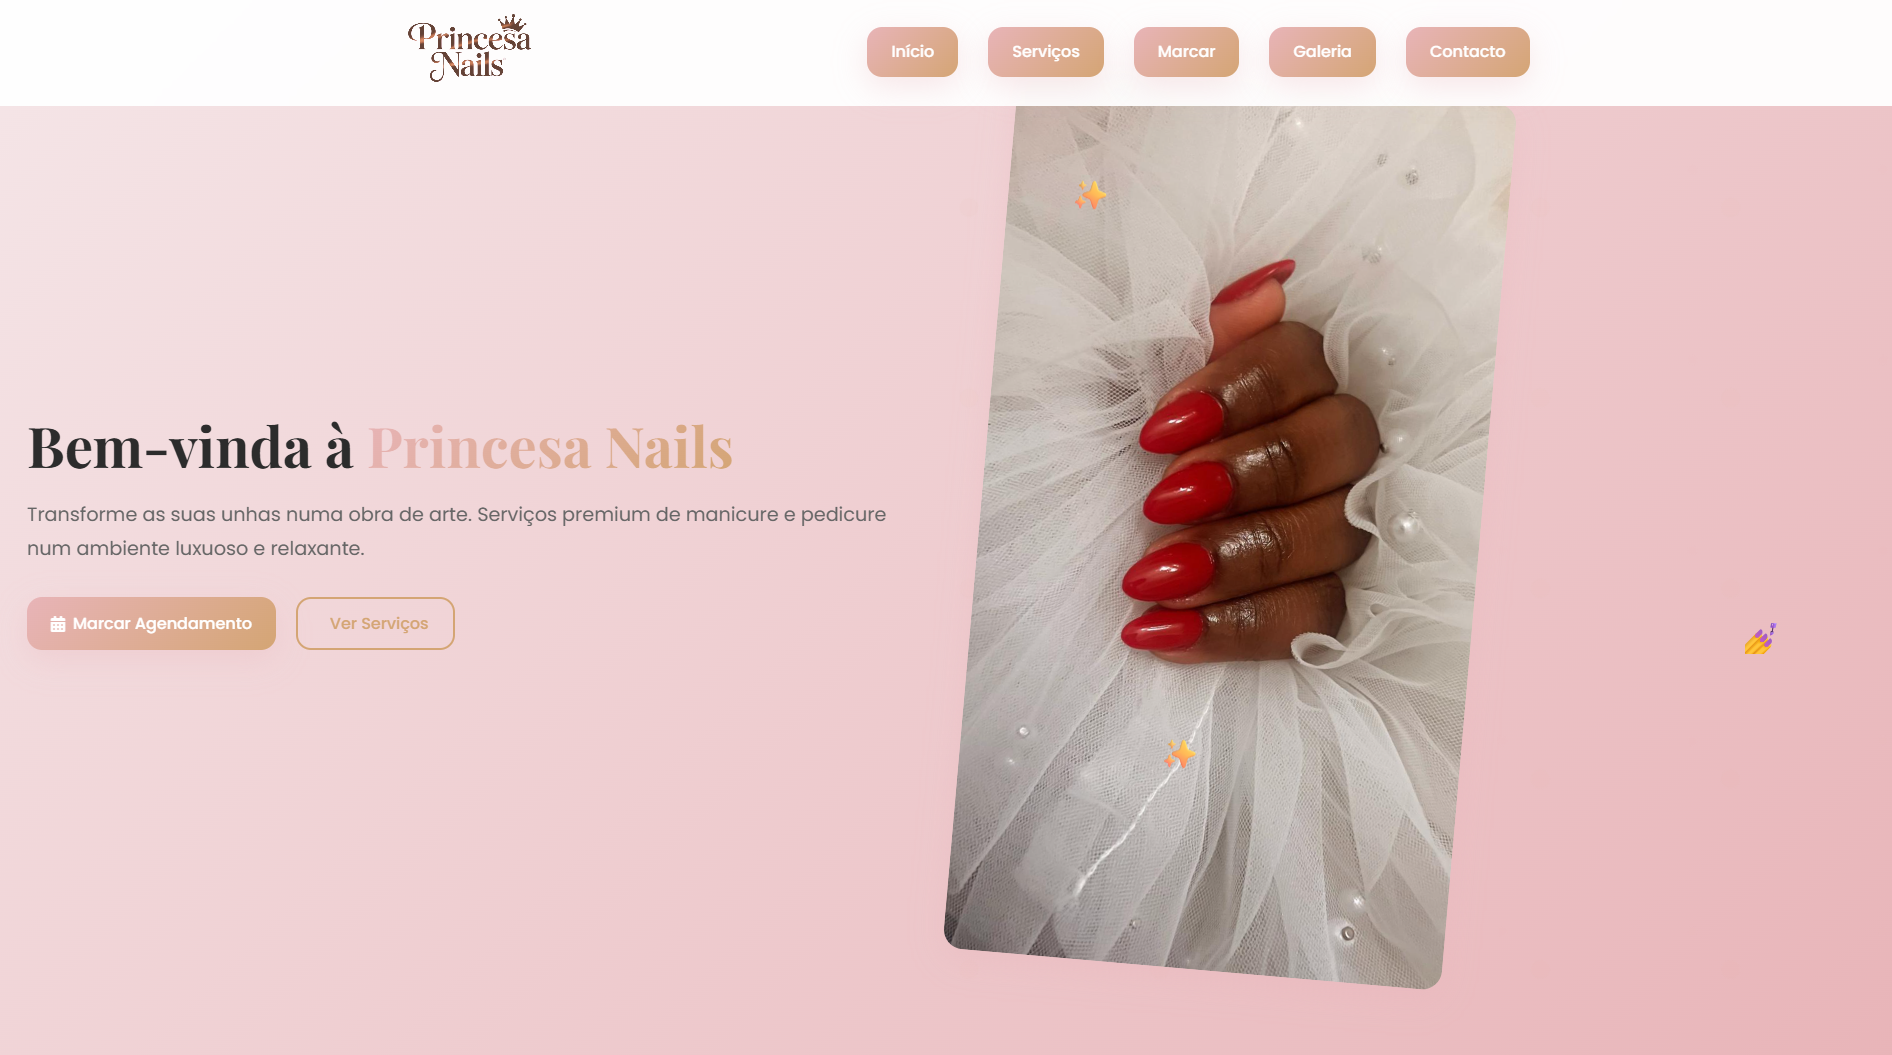 Princesa
Nails
Início
Serviços
Marcar
Galeria
Contacto
Bem-vinda à Princesa Nails
Transforme as suas unhas numa obra de arte. Serviços premium de manicure e pedicure
num ambiente luxuoso e relaxante.
Marcar Agendamento
Ver Serviços